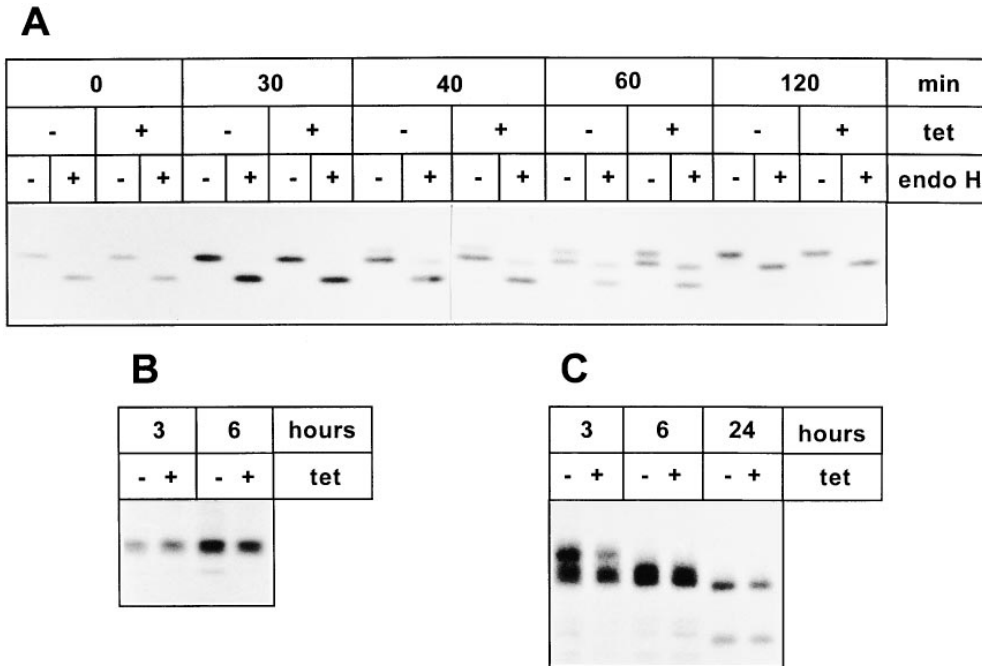 A
0 30 40 60 120 min
- + - + - + - + - + tet
- + - + - + - + - + - + - + - + - + - + endo H
B
3 6 hours
- + - + tet
C
3 6 24 hours
- + - + - + tet